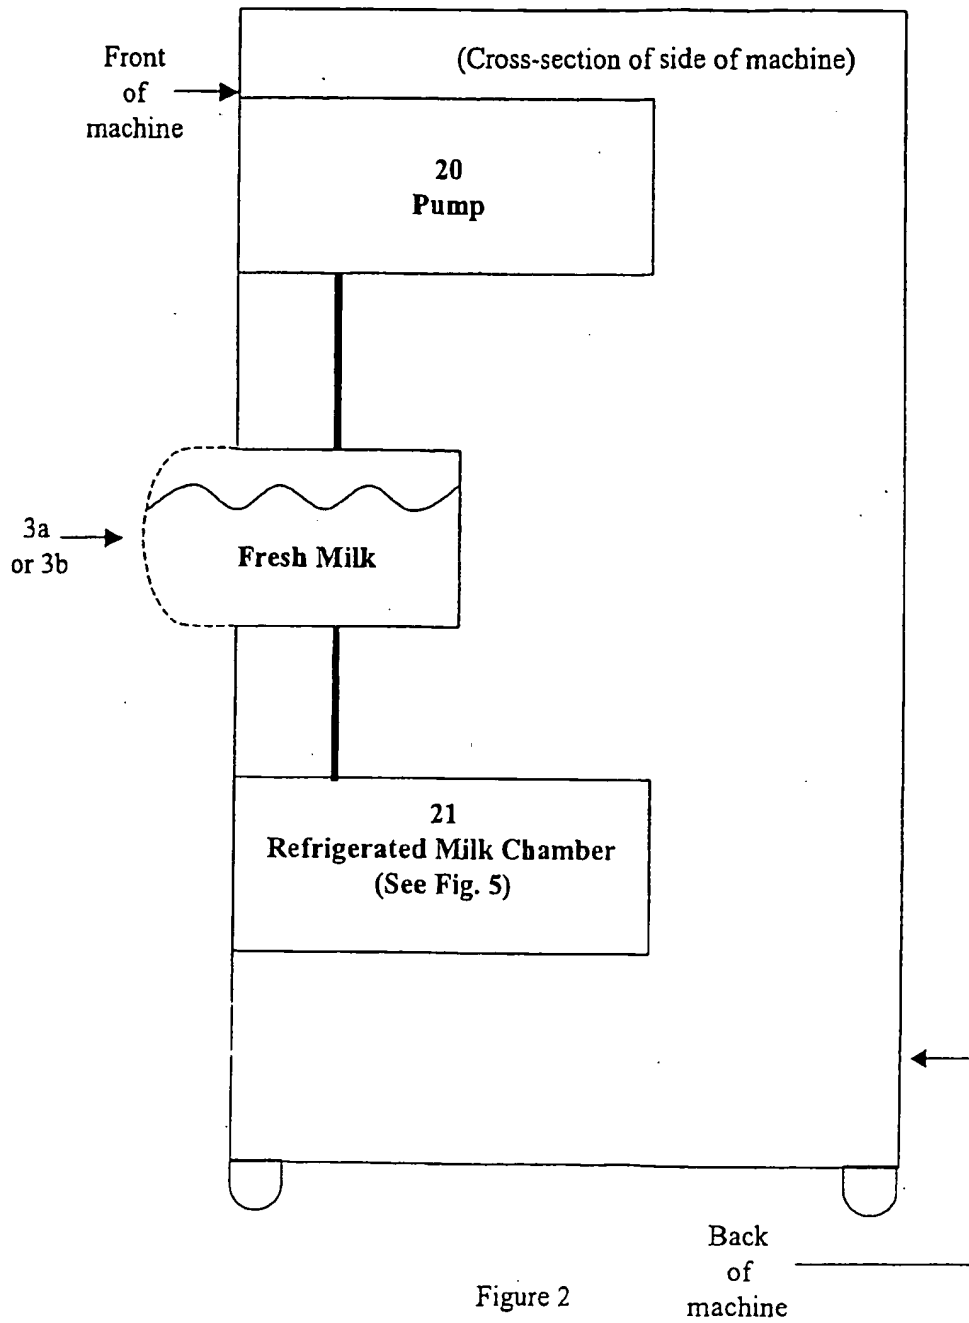 Front
of
machine
(Cross-section of side of machine)
20
Pump
3a
or 3b
Fresh Milk
21
Refrigerated Milk Chamber
(See Fig. 5)
Back
of
machine
Figure 2